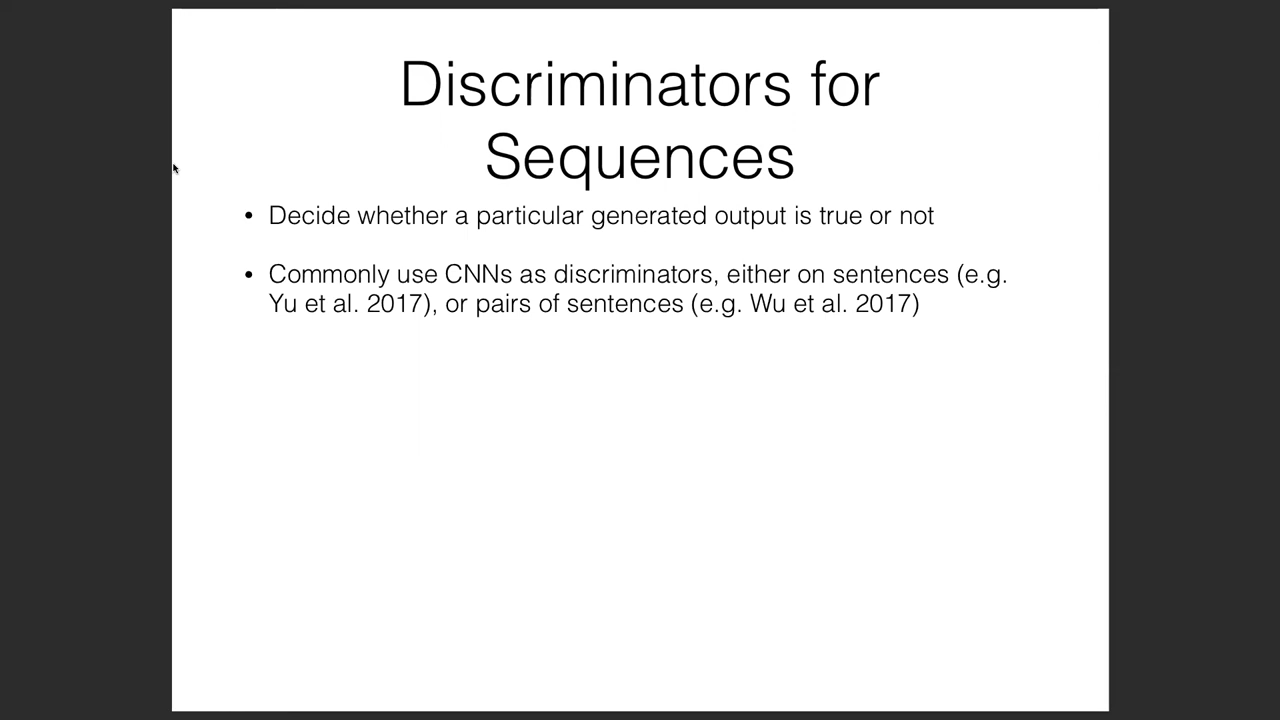 Discriminators for
Sequences
• Decide whether a particular generated output is true or not
• Commonly use CNNs as discriminators, either on sentences (e.g.
Yu et al. 2017), or pairs of sentences (e.g. Wu et al. 2017)